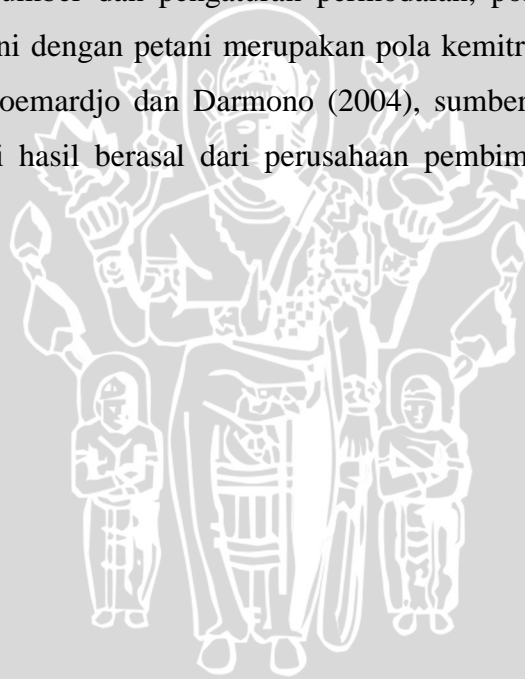 dan pengaturan permodalan, po
ni dengan petani merupakan pola kemitr
oemardjo dan Darmono (2004), sumber
i hasil berasal dari perusahaan pembim